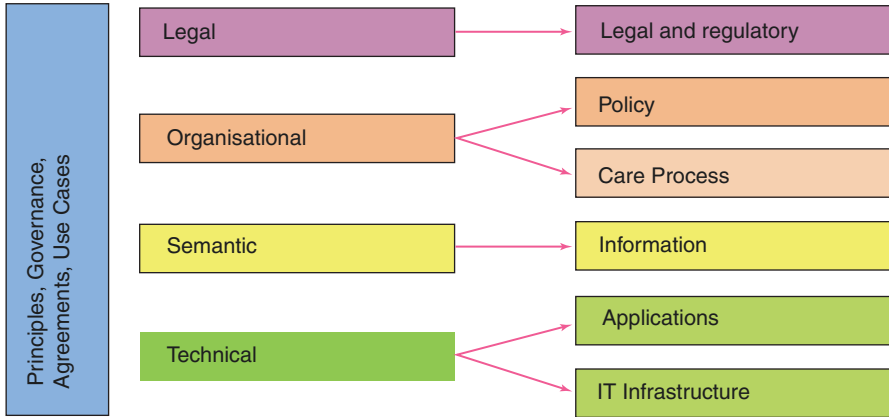 Principles, Governance,
Agreements, Use Cases
Legal
Legal and regulatory
Organisational
Policy
Care Process
Semantic
Information
Technical
Applications
IT Infrastructure